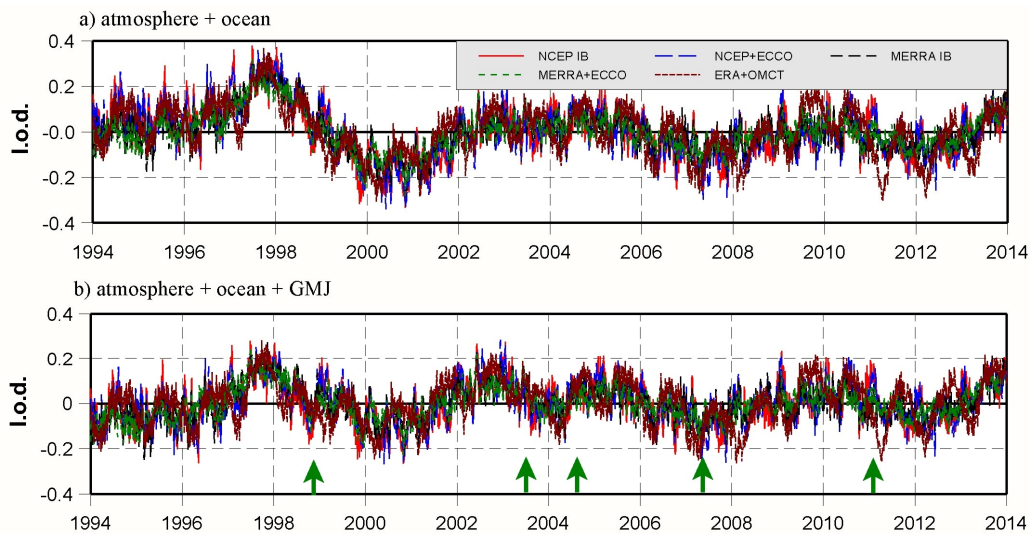 a) atmosphere + ocean
0.4
NCEP IB
NCEP+ECCO
MERRA IB
MERRA+ECCO
ERA+OMCT
0.2
-0.0
-0.2
-0.4
l.o.d.
1994 1996 1998 2000 2002 2004 2006 2008 2010 2012 2014
b) atmosphere + ocean + GMJ
0.4
0.2
0
-0.2
-0.4
l.o.d.
1994 1996 1998 2000 2002 2004 2006 2008 2010 2012 2014